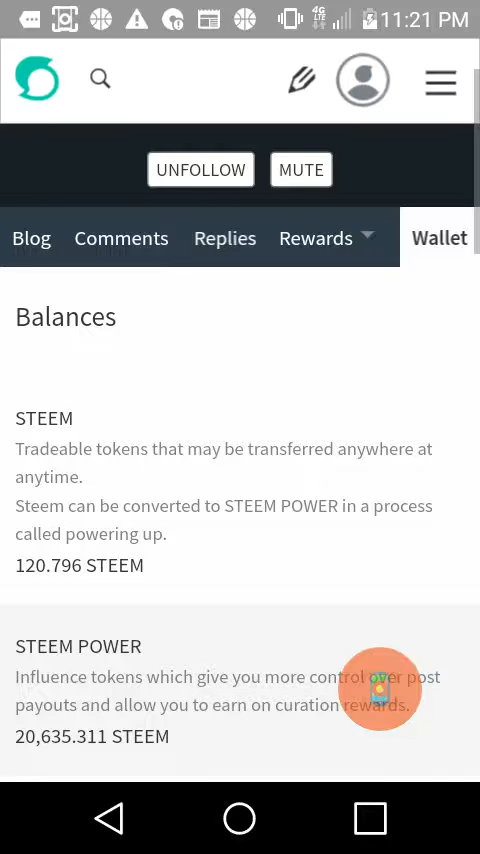 4G
LTE
11:21 PM
UNFOLLOW MUTE
Blog Comments Replies Rewards Wallet
Balances
STEEM
Tradeable tokens that may be transferred anywhere at
anytime.
Steem can be converted to STEEM POWER in a process
called powering up.
120.796 STEEM
STEEM POWER
Influence tokens which give you more control over post
payouts and allow you to earn on curation rewards.
20,635.311 STEEM